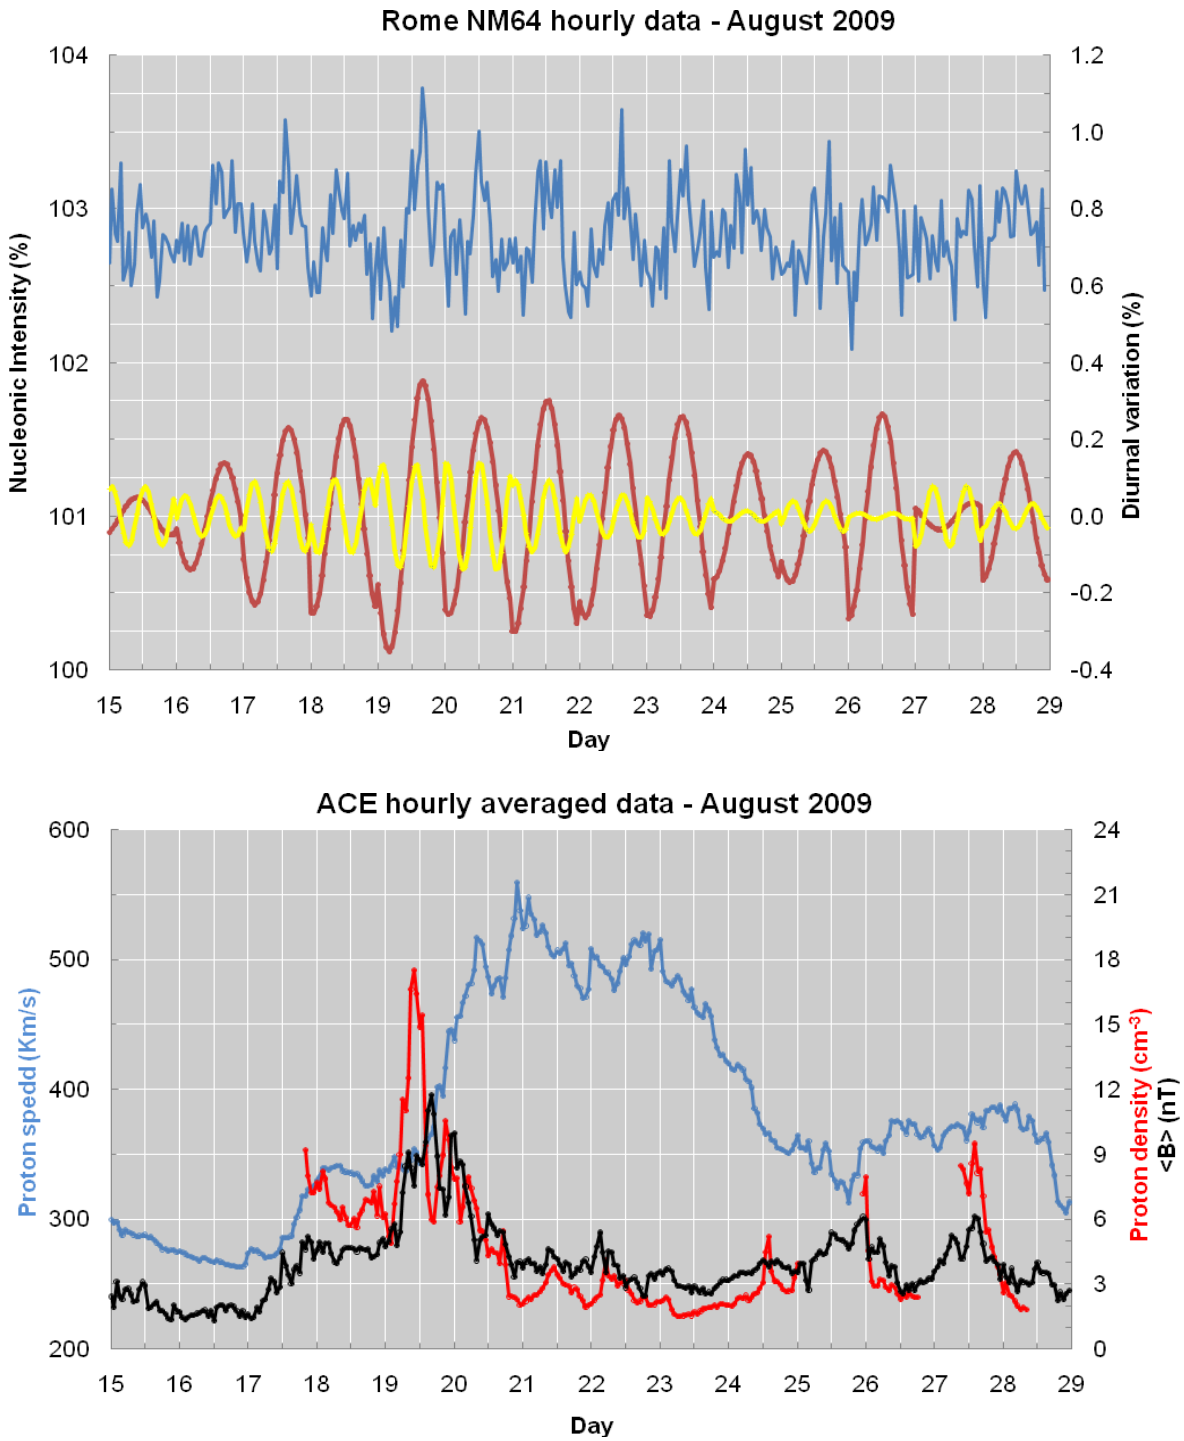 Rome NM64 hourly data - August 2009
104
103
102
101
100
Nucleonic Intensity (%)
1.2
1.0
0.8
0.6
0.4
0.2
0.0
-0.2
-0.4
Diurnal variation (%)
15 16 17 18 19 20 21 22 23 24 25 26 27 28 29
Day
ACE hourly averaged data - August 2009
600
500
400
300
200
Proton spedd (Km/s)
24
21
18
15
12
9
6
3
0
Proton density (cm⁻³)
<B> (nT)
15 16 17 18 19 20 21 22 23 24 25 26 27 28 29
Day